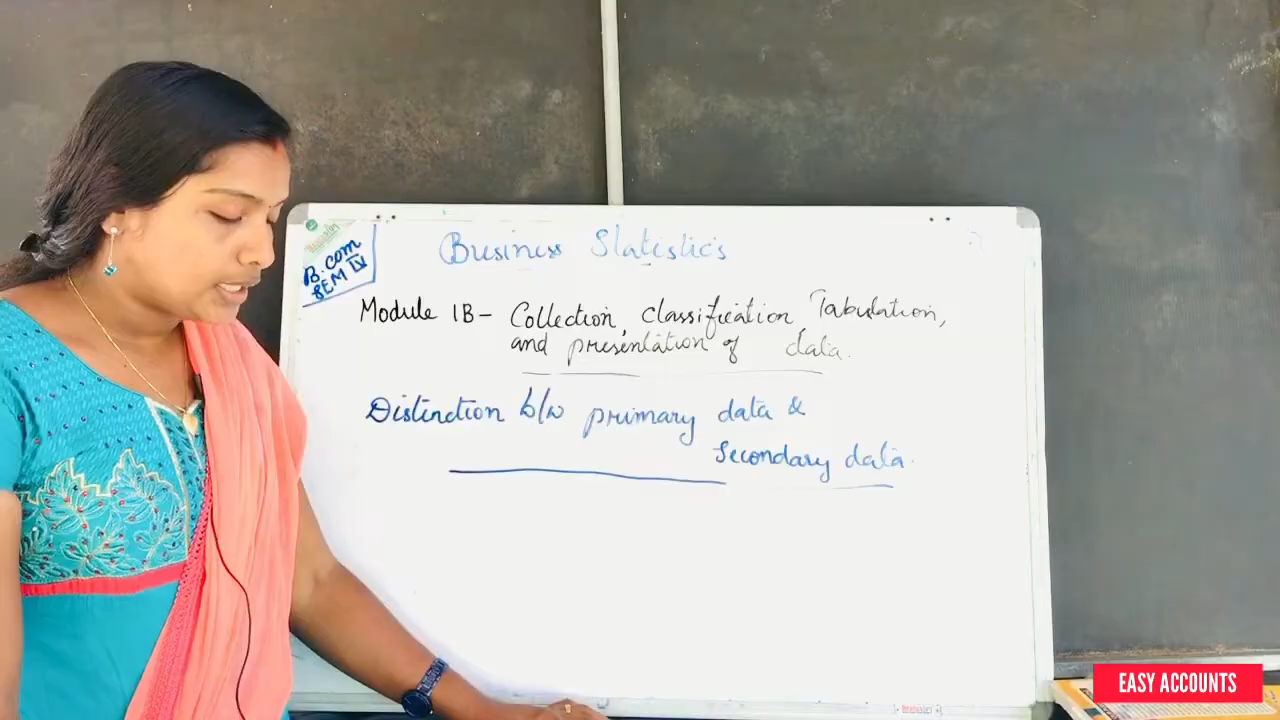 B.com
SEM IV
Business Statistics
Module 1B - Collection, classification Tabulation,
and presentation of data.
Distinction b/w primary data &
Secondary data.
EASY ACCOUNTS